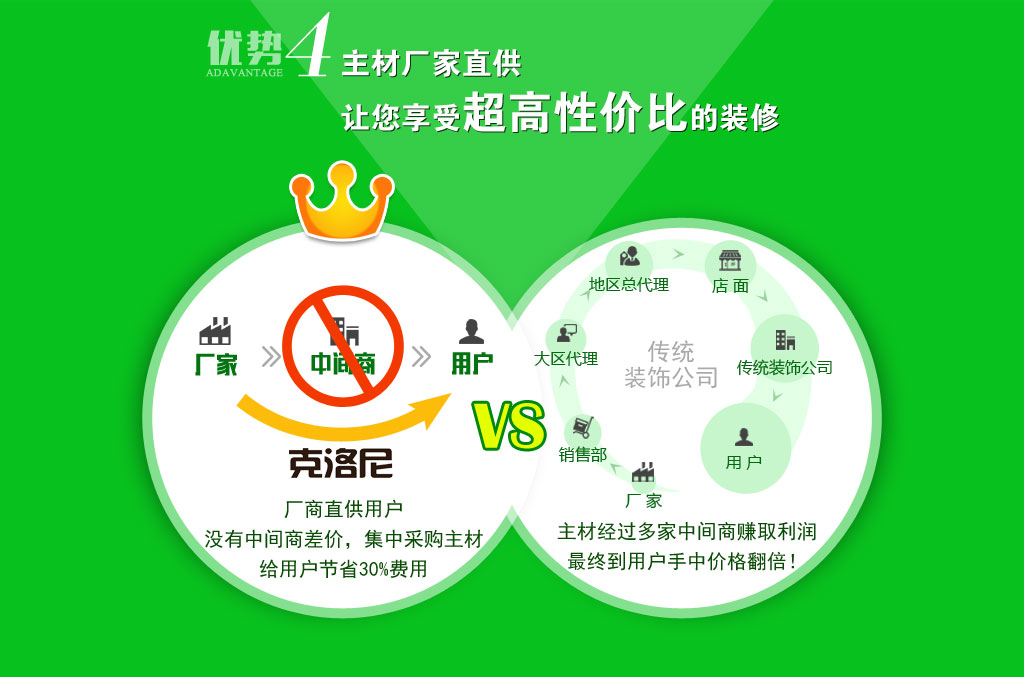 优势4
ADAVANTAGE
主材厂家直供
让您享受超高性价比的装修
厂家
中间商
用户
克洛尼
厂商直供用户
没有中间商差价，集中采购主材
给用户节省30%费用
VS
地区总代理
店面
大区代理
传统
装饰公司
传统装饰公司
销售部
用户
厂家
主材经过多家中间商赚取利润
最终到用户手中价格翻倍！